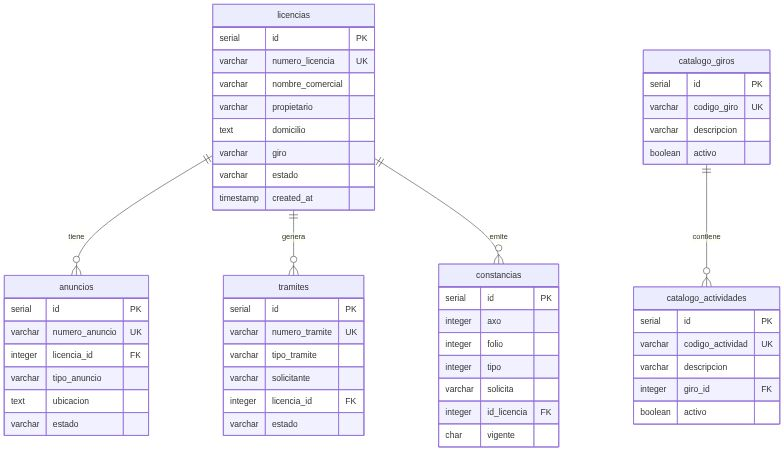 licencias
serial id PK
varchar numero_licencia UK
varchar nombre_comercial
varchar propietario
text domicilio
varchar giro
varchar estado
timestamp created_at
catalogo_giros
serial id PK
varchar codigo_giro UK
varchar descripcion
boolean activo
tiene
genera
emite
contiene
anuncios
serial id PK
varchar numero_anuncio UK
integer licencia_id FK
varchar tipo_anuncio
text ubicacion
varchar estado
tramites
serial id PK
varchar numero_tramite UK
varchar tipo_tramite
varchar solicitante
integer licencia_id FK
varchar estado
constancias
serial id PK
integer axo
integer folio
integer tipo
varchar solicita
integer id_licencia FK
char vigente
catalogo_actividades
serial id PK
varchar codigo_actividad UK
varchar descripcion
integer giro_id FK
boolean activo